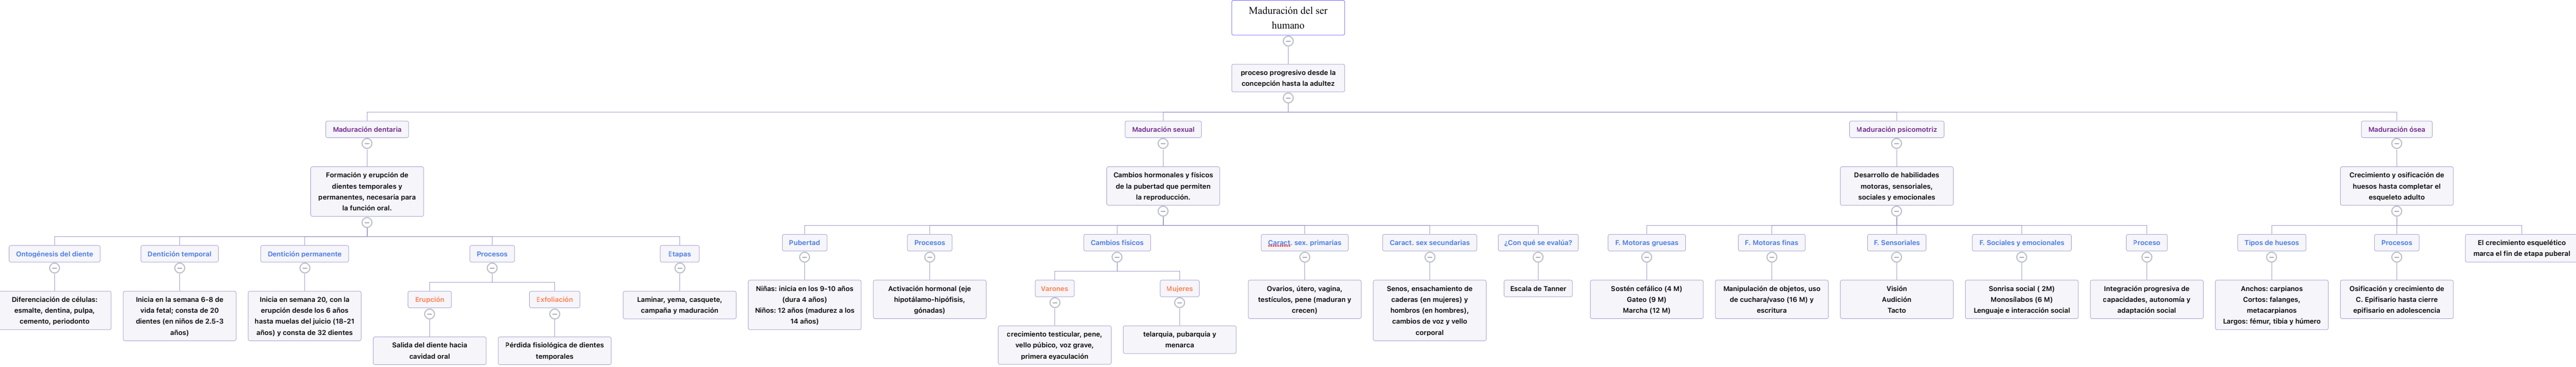 Maduración del ser
humano
proceso progresivo desde la
concepción hasta la adultez
Maduración dentaria
Maduración sexual
Maduración psicomotriz
Maduración ósea
Formación y erupción de
dientes temporales y
permanentes, necesaria para
la función oral.
Cambios hormonales y físicos
de la pubertad que permiten
la reproducción.
Desarrollo de habilidades
motoras, sensoriales,
sociales y emocionales
Crecimiento y osificación de
huesos hasta completar el
esqueleto adulto
Ontogénesis del diente
Dentición temporal
Dentición permanente
Procesos
Etapas
Pubertad
Procesos
Cambios físicos
Caract. sex. primarias
Caract. sex secundarias
¿Con qué se evalúa?
F. Motoras gruesas
F. Motoras finas
F. Sensoriales
F. Sociales y emocionales
Proceso
Tipos de huesos
Procesos
El crecimiento esquelético
marca el fin de etapa puberal
Diferenciación de células:
esmalte, dentina, pulpa,
cemento, periodonto
Inicia en la semana 6-8 de
vida fetal; consta de 20
dientes (en niños de 2.5-3
años)
Inicia en semana 20, con la
erupción desde los 6 años
hasta muelas del juicio (18-21
años) y consta de 32 dientes
Erupción
Exfoliación
Salida del diente hacia
cavidad oral
Pérdida fisiológica de dientes
temporales
Laminar, yema, casquete,
campaña y maduración
Niñas: inicia en los 9-10 años
(dura 4 años)
Niños: 12 años (madurez a los
14 años)
Activación hormonal (eje
hipotálamo-hipófisis,
gónadas)
Varones
Mujeres
crecimiento testicular, pene,
vello púbico, voz grave,
primera eyaculación
telarquia, pubarquia y
menarca
Ovarios, útero, vagina,
testículos, pene (maduran y
crecen)
Senos, ensachamiento de
caderas (en mujeres) y
hombros (en hombres),
cambios de voz y vello
corporal
Escala de Tanner
Sostén cefálico (4 M)
Gateo (9 M)
Marcha (12 M)
Manipulación de objetos, uso
de cuchara/vaso (16 M) y
escritura
Visión
Audición
Tacto
Sonrisa social ( 2M)
Monosílabos (6 M)
Lenguaje e interacción social
Integración progresiva de
capacidades, autonomía y
adaptación social
Anchos: carpianos
Cortos: falanges,
metacarpianos
Largos: fémur, tibia y húmero
Osificación y crecimiento de
C. Epifisario hasta cierre
epifisario en adolescencia